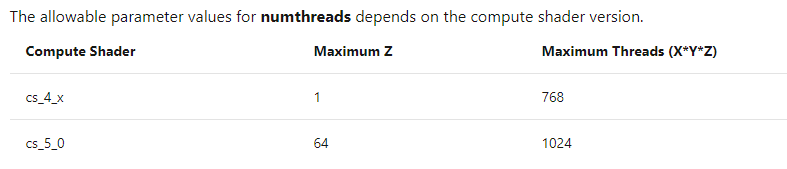 The allowable parameter values for numthreads depends on the compute shader version.
Compute Shader Maximum Z Maximum Threads (X*Y*Z)
cs_4_x 1 768
cs_5_0 64 1024